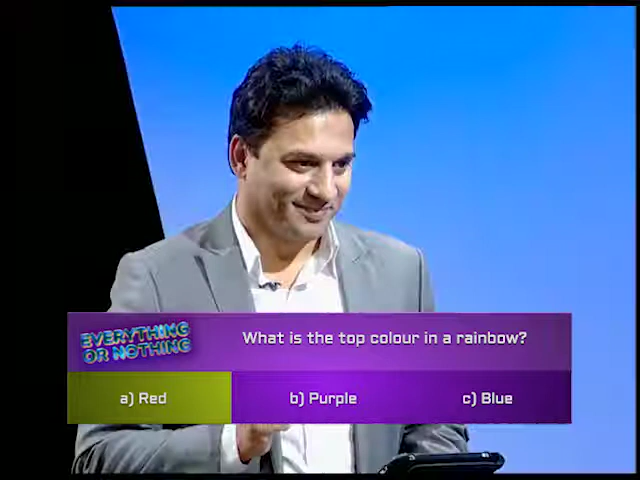 EVERYTHING
OR NOTHING
What is the top colour in a rainbow?
a) Red
b) Purple
c) Blue